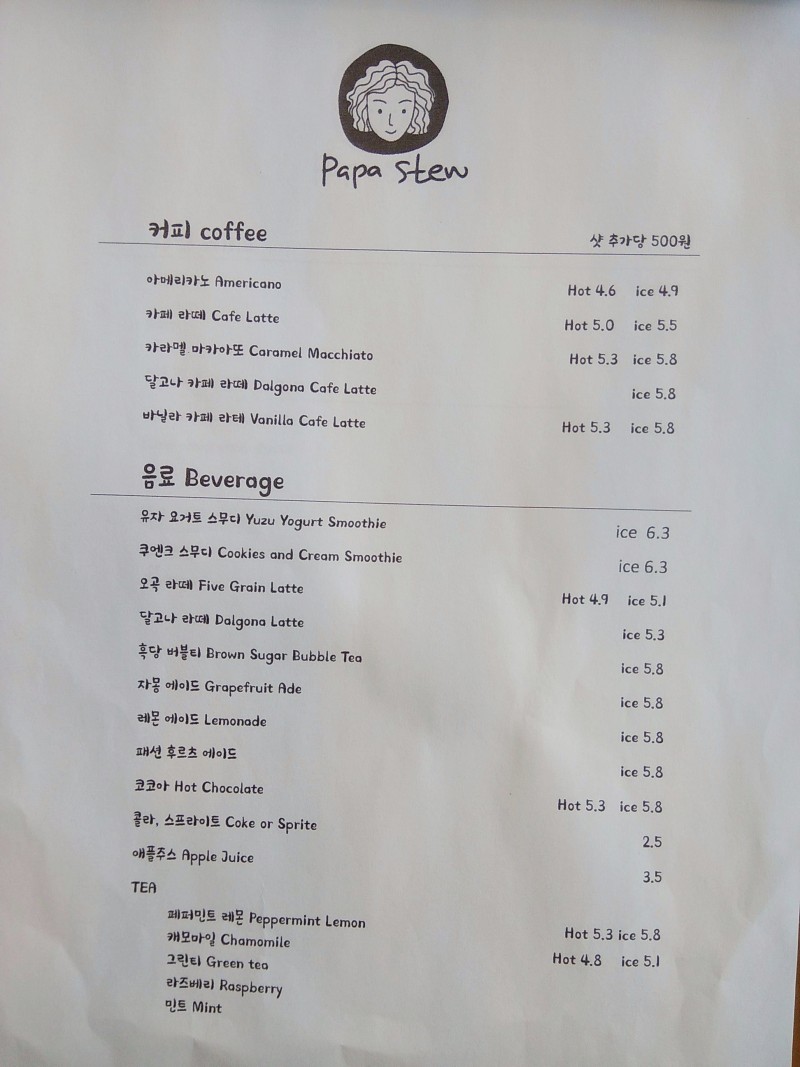 Papa Stew
커피 coffee 샷 추가당 500원
아메리카노 Americano Hot 4.6 ice 4.9
카페 라떼 Cafe Latte Hot 5.0 ice 5.5
카라멜 마카아또 Caramel Macchiato Hot 5.3 ice 5.8
달고나 카페 라떼 Dalgona Cafe Latte ice 5.8
바닐라 카페 라테 Vanilla Cafe Latte Hot 5.3 ice 5.8
음료 Beverage
유자 요거트 스무디 Yuzu Yogurt Smoothie ice 6.3
쿠엔크 스무디 Cookies and Cream Smoothie ice 6.3
오곡 라떼 Five Grain Latte Hot 4.9 ice 5.1
달고나 라떼 Dalgona Latte ice 5.3
흑당 버블티 Brown Sugar Bubble Tea ice 5.8
자몽 에이드 Grapefruit Ade ice 5.8
레몬 에이드 Lemonade ice 5.8
패션 후르츠 에이드 ice 5.8
코코아 Hot Chocolate Hot 5.3 ice 5.8
콜라, 스프라이트 Coke or Sprite 2.5
애플주스 Apple Juice 3.5
TEA
페퍼민트 레몬 Peppermint Lemon Hot 5.3 ice 5.8
캐모마일 Chamomile Hot 4.8 ice 5.1
그린티 Green tea
라즈베리 Raspberry
민트 Mint